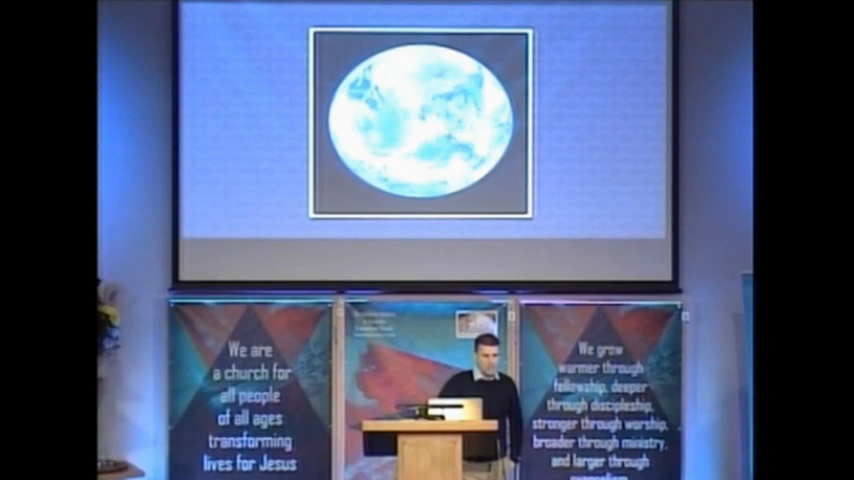 We are
a church for
all people
of all ages
transforming
lives for Jesus
We grow
warmer through
fellowship, deeper
through discipleship,
stronger through worship,
broader through ministry,
and larger through
evangelism